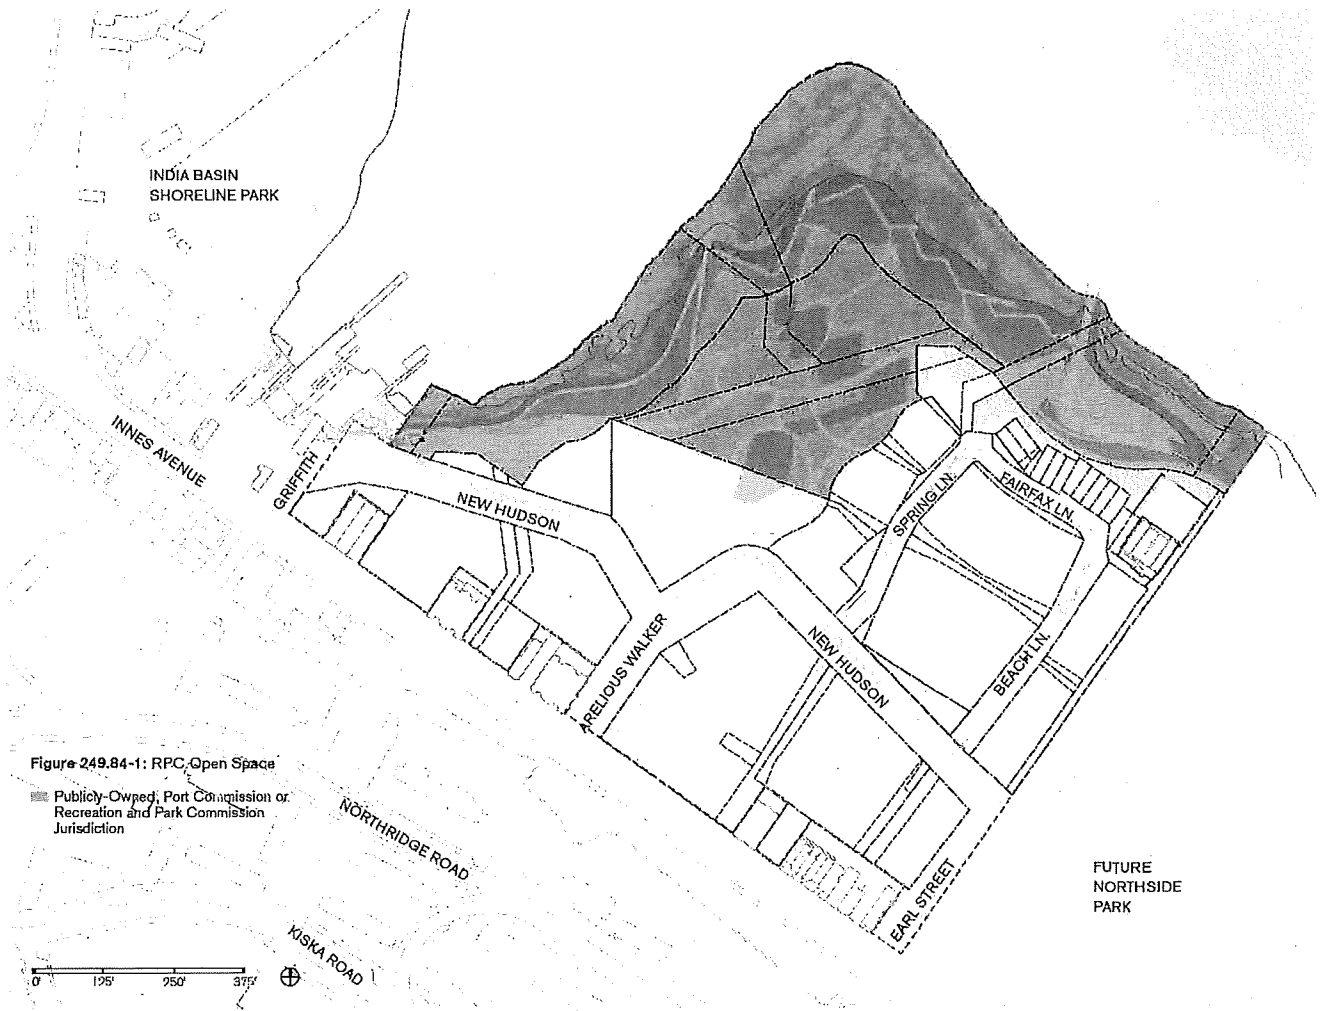 INDIA BASIN
SHORELINE PARK
INNES AVENUE
GRIFFITH
NEW HUDSON
SPRING LN.
FAIRFAX LN.
ARELIOUS WALKER
NEW HUDSON
BEACH LN.
Figure 249.84-1: RPC Open Space
Publicly-Owned, Port Commission or
Recreation and Park Commission
Jurisdiction
NORTHRIDGE ROAD
FUTURE
NORTHSIDE
PARK
EARL STREET
KISKA ROAD
0' 125' 250' 375'